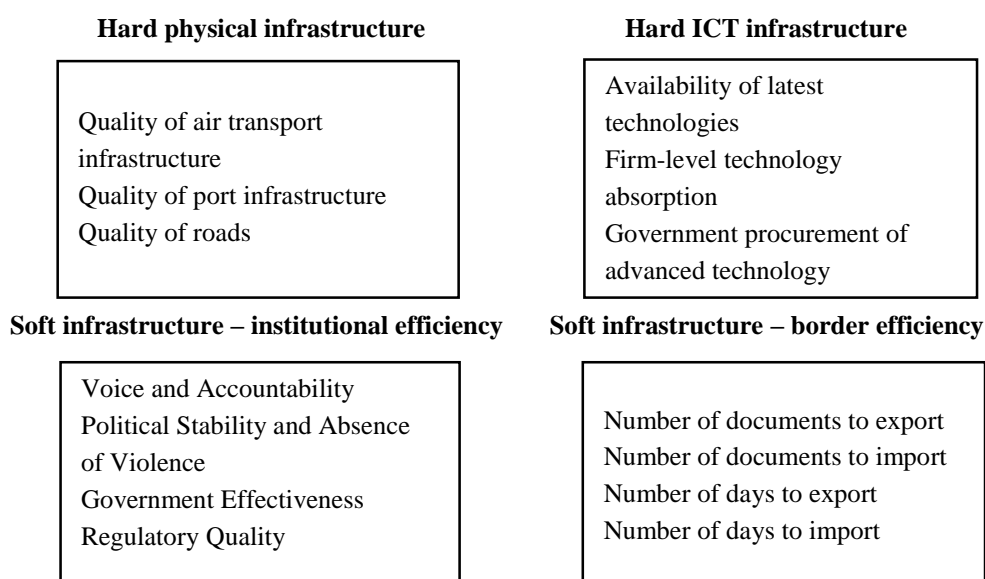 Hard physical infrastructure
Quality of air transport
infrastructure
Quality of port infrastructure
Quality of roads
Hard ICT infrastructure
Availability of latest
technologies
Firm-level technology
absorption
Government procurement of
advanced technology
Soft infrastructure – institutional efficiency
Voice and Accountability
Political Stability and Absence
of Violence
Government Effectiveness
Regulatory Quality
Soft infrastructure – border efficiency
Number of documents to export
Number of documents to import
Number of days to export
Number of days to import